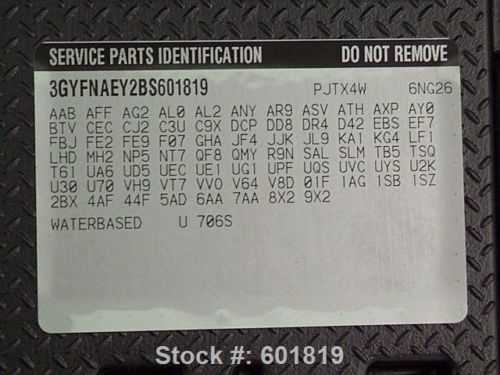 SERVICE PARTS IDENTIFICATION DO NOT REMOVE
3GYFNAEY2BS601819 PJTX4W 6NG26
AAB AFF AG2 AL0 AL2 ANY AR9 ASV ATH AXP AY0
BTV CEC CJ2 C3U C9X DCP DD8 DR4 D42 EBS EF7
FBJ FE2 FE9 F07 GHA JF4 JJK JL9 KA1 KG4 LF1
LHD MH2 NP5 NT7 QF8 QMY R9N SAL SLM TB5 TSQ
T61 UA6 UD5 UEC UE1 UG1 UPF UQS UVC UYS U2K
U30 U70 VH9 VT7 VV0 V64 V8D 01F 1AG 1SB 1SZ
2BX 4AF 44F 5AD 6AA 7AA 8X2 9X2
WATERBASED U 706S
Stock #: 601819